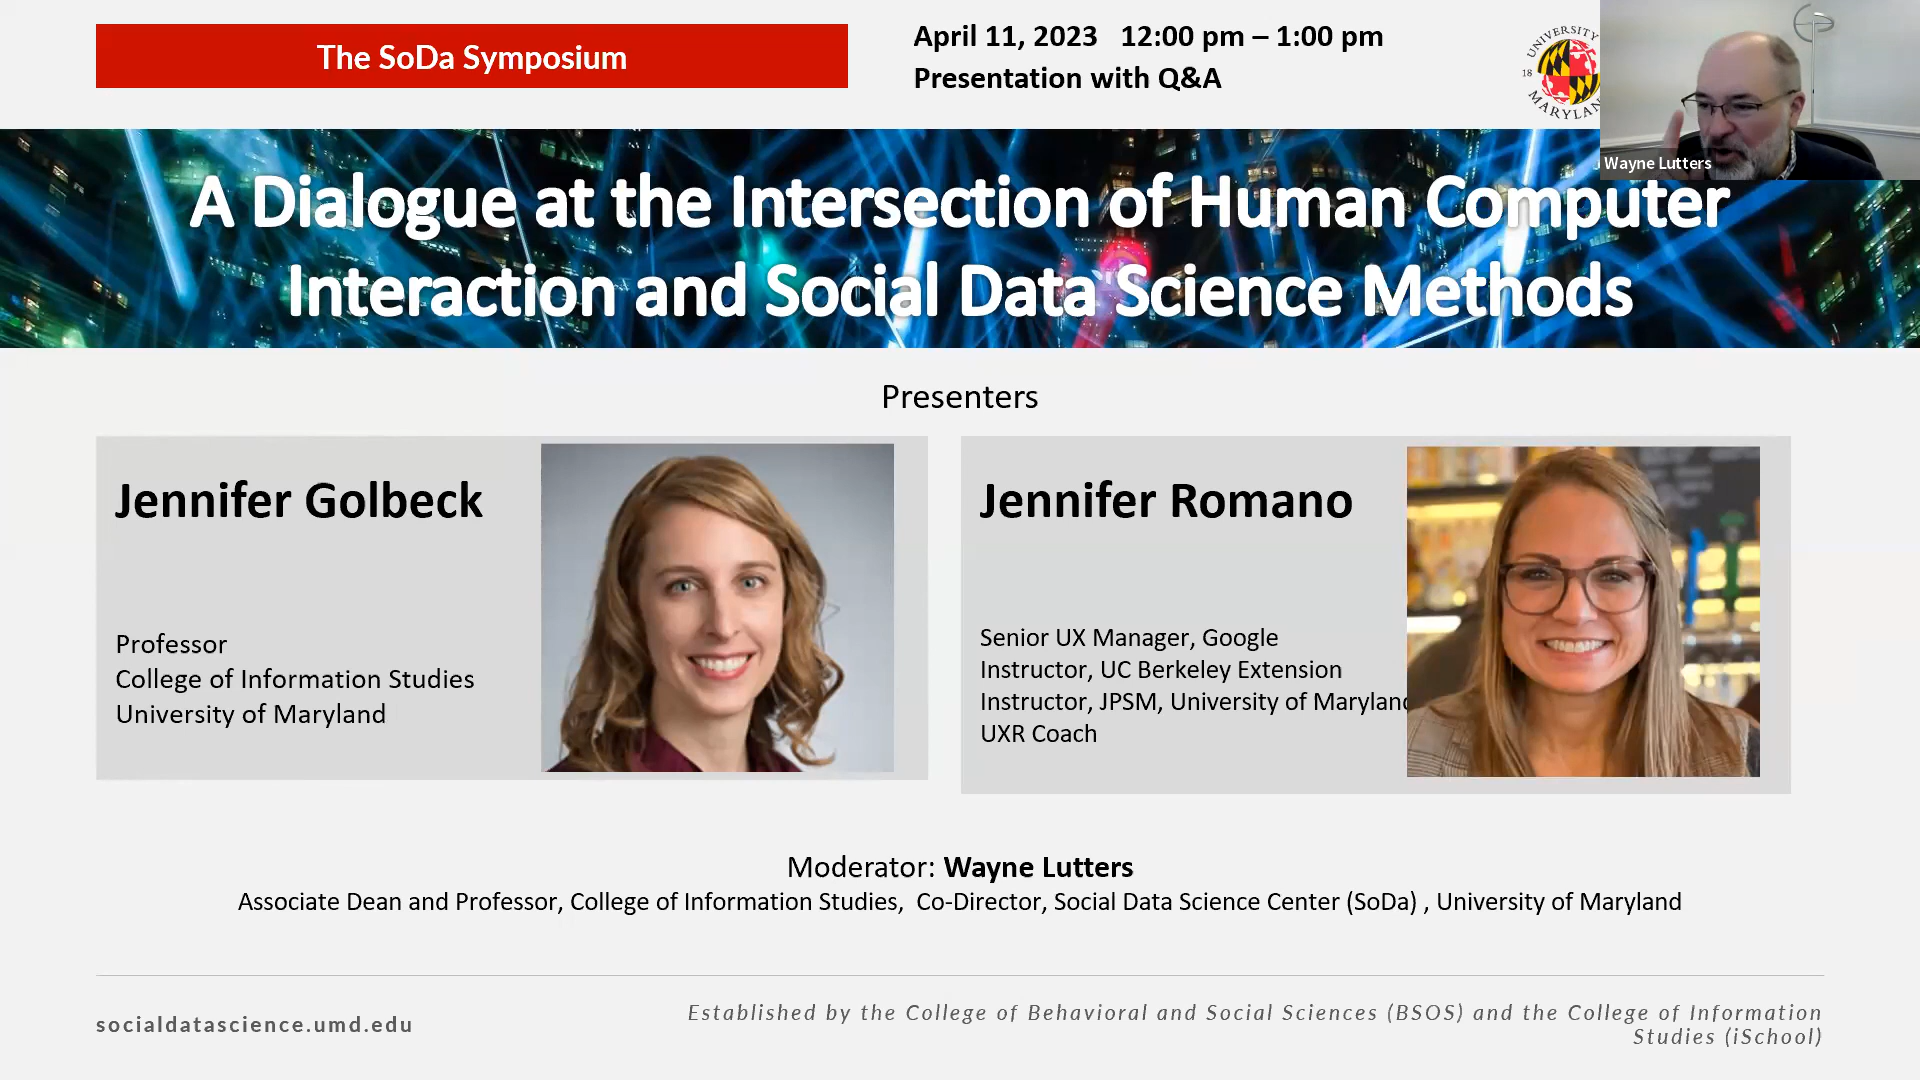 The SoDa Symposium
April 11, 2023 12:00 pm – 1:00 pm
Presentation with Q&A
UNIVERSITY
18
MARYLAN
Wayne Lutters
A Dialogue at the Intersection of Human Computer
Interaction and Social Data Science Methods
Presenters
Jennifer Golbeck
Professor
College of Information Studies
University of Maryland
Jennifer Romano
Senior UX Manager, Google
Instructor, UC Berkeley Extension
Instructor, JPSM, University of Maryland
UXR Coach
Moderator: Wayne Lutters
Associate Dean and Professor, College of Information Studies, Co-Director, Social Data Science Center (SoDa) , University of Maryland
socialdatascience.umd.edu
Established by the College of Behavioral and Social Sciences (BSOS) and the College of Information
Studies (iSchool)